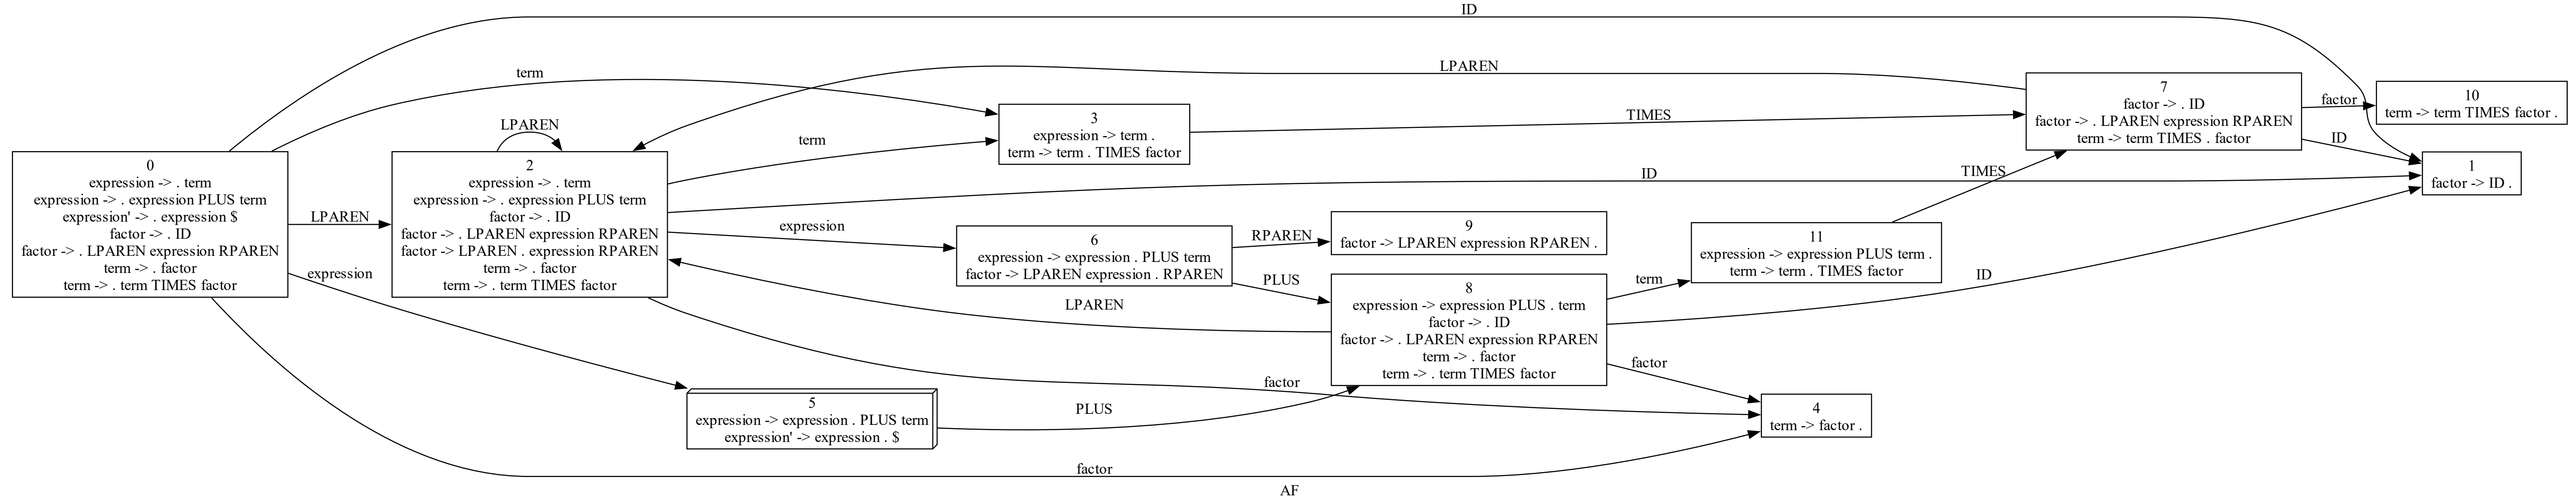 ID
term
LPAREN
0
expression -> . term
expression -> . expression PLUS term
expression' -> . expression $
factor -> . ID
factor -> . LPAREN expression RPAREN
term -> . factor
term -> . term TIMES factor
LPAREN
expression
factor
LPAREN
2
expression -> . term
expression -> . expression PLUS term
factor -> . ID
factor -> . LPAREN expression RPAREN
factor -> LPAREN . expression RPAREN
term -> . factor
term -> . term TIMES factor
term
ID
expression
LPAREN
factor
5
expression -> expression . PLUS term
expression' -> expression . $
PLUS
3
expression -> term .
term -> term . TIMES factor
TIMES
6
expression -> expression . PLUS term
factor -> LPAREN expression . RPAREN
RPAREN
PLUS
9
factor -> LPAREN expression RPAREN .
8
expression -> expression PLUS . term
factor -> . ID
factor -> . LPAREN expression RPAREN
term -> . factor
term -> . term TIMES factor
term
ID
factor
11
expression -> expression PLUS term .
term -> term . TIMES factor
TIMES
4
term -> factor .
7
factor -> . ID
factor -> . LPAREN expression RPAREN
term -> term TIMES . factor
factor
ID
10
term -> term TIMES factor .
1
factor -> ID .
AF